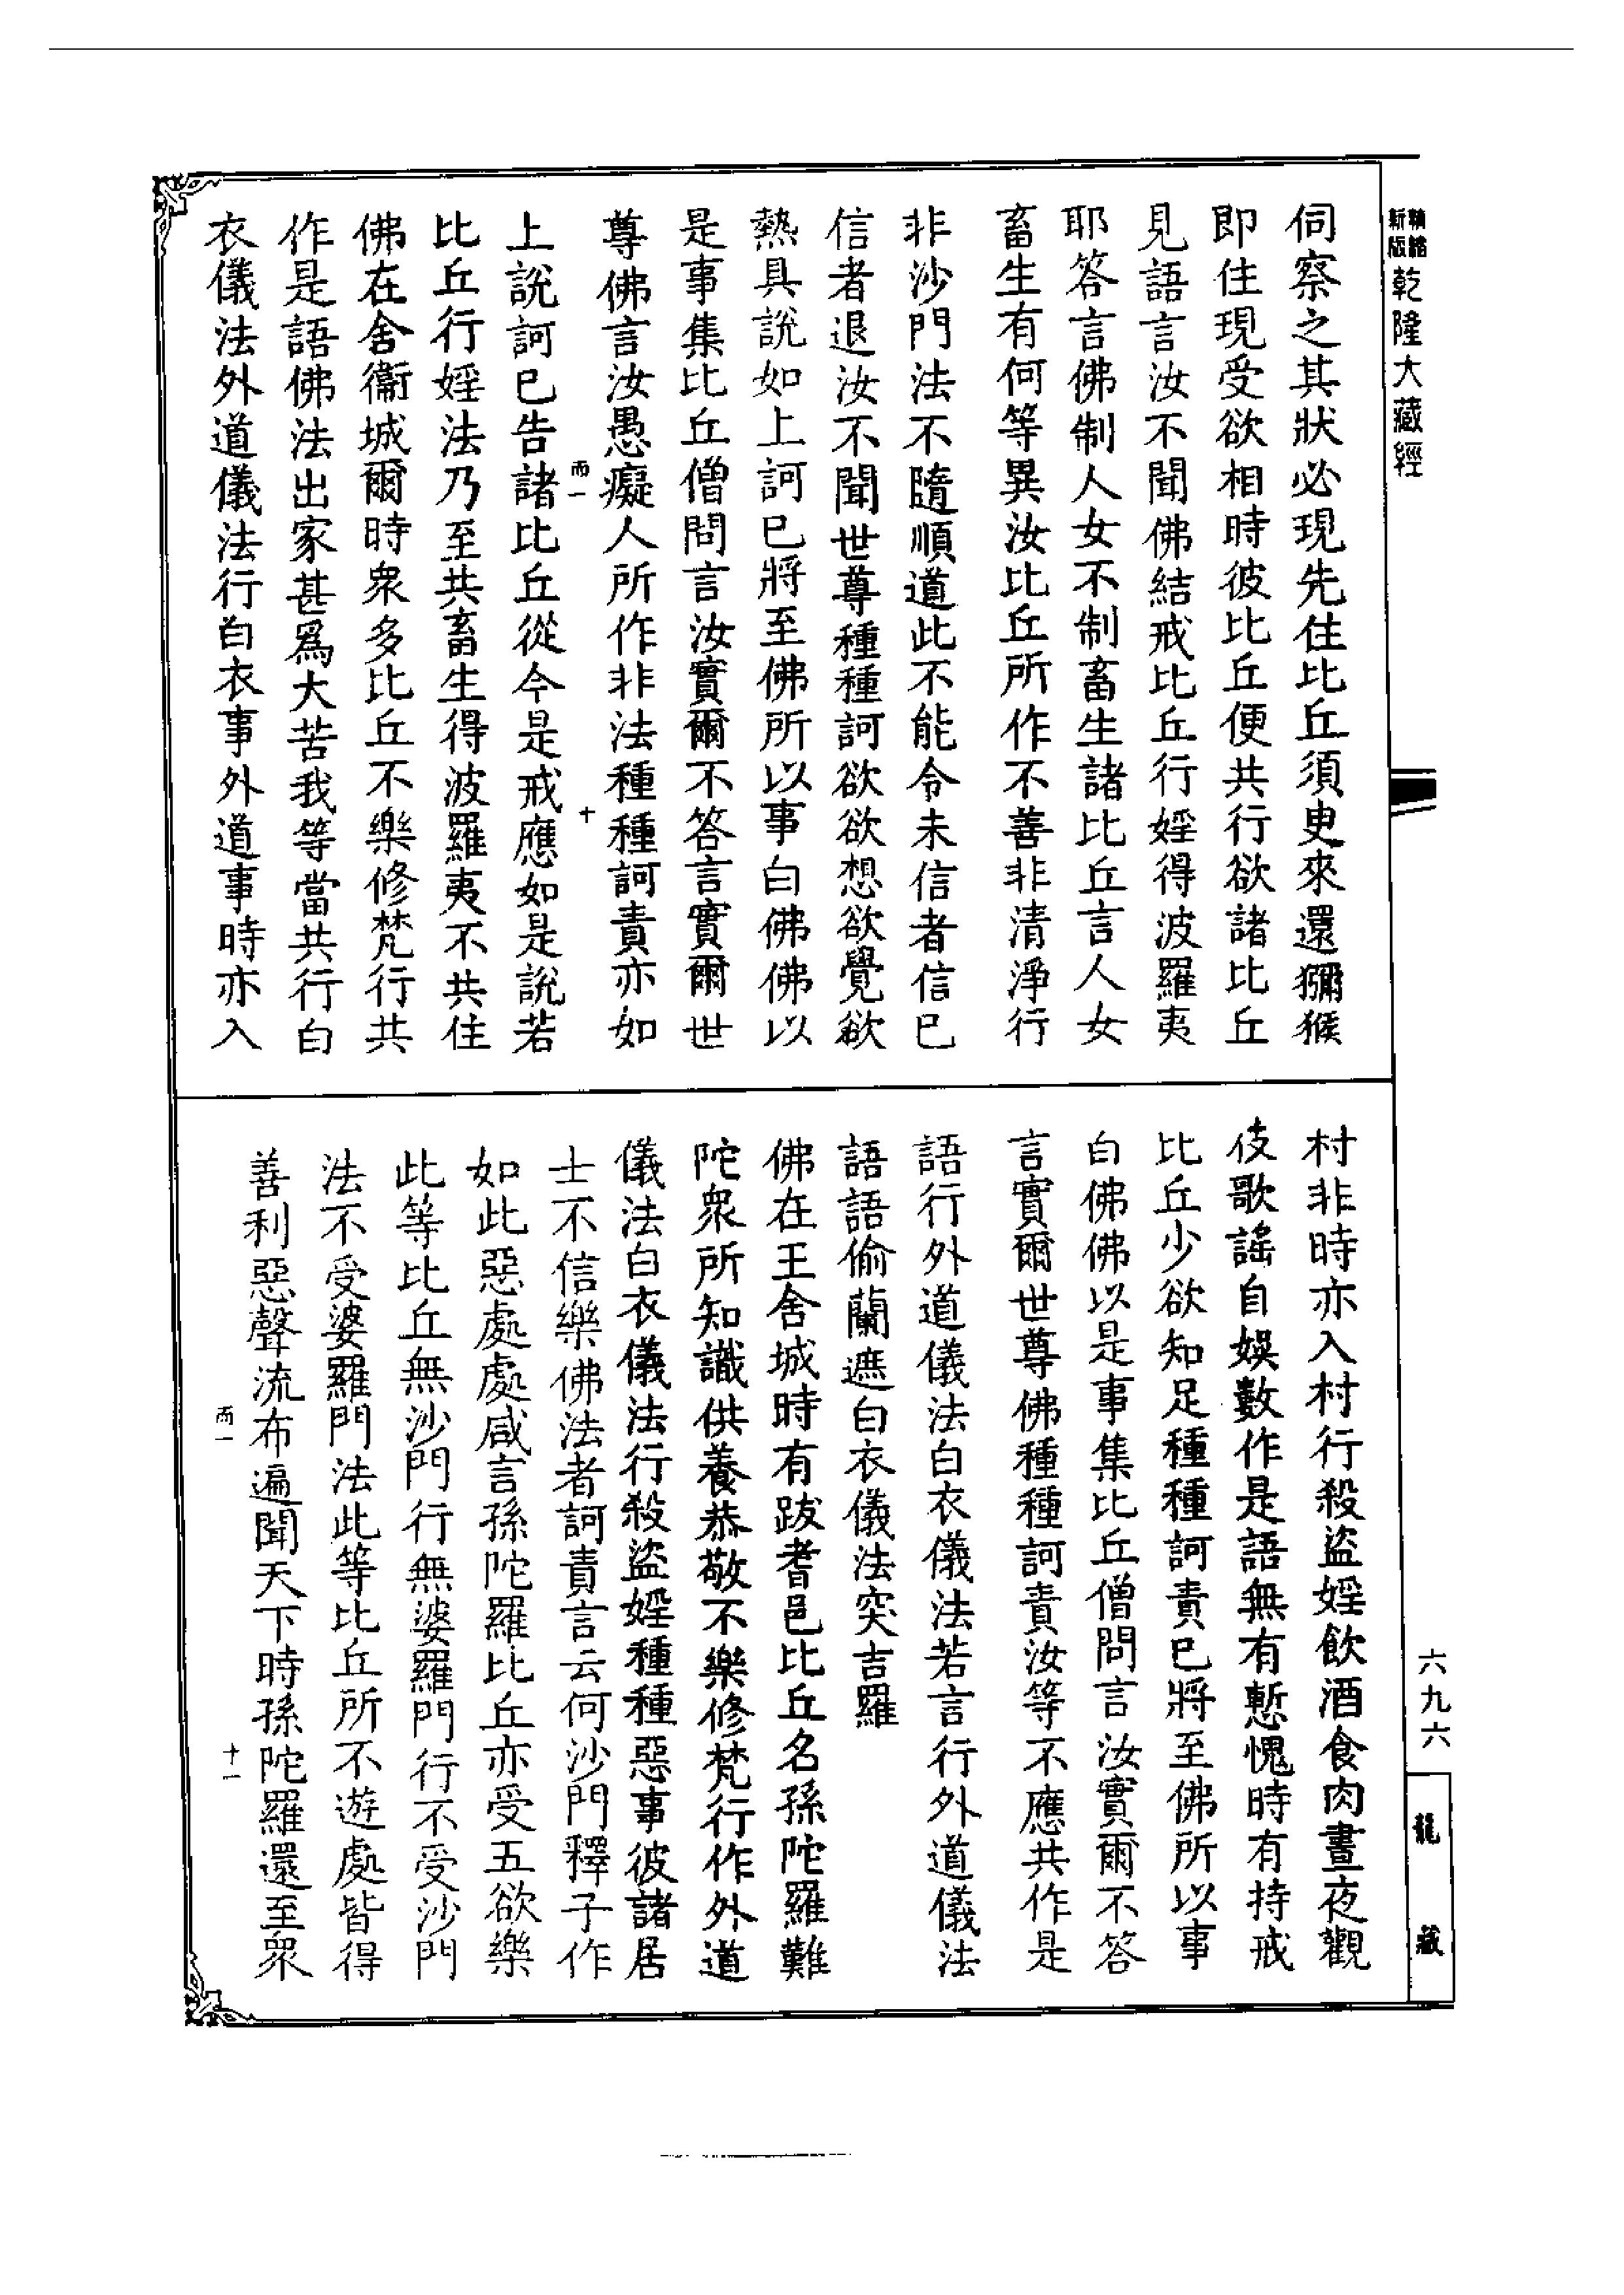 精縮新版乾隆大藏經
伺察之其狀必現先住比丘須㬰來還獼猴
即住現受欲相時彼比丘便共行欲諸比丘
見語言汝不聞佛結戒比丘行婬得波羅夷
耶答言佛制人女不制畜生諸比丘言人女
畜生有何等異汝比丘所作不善非清淨行
非沙門法不隨順道此不能令未信者信已
信者退汝不聞世尊種種訶欲欲想欲覺欲
熱具說如上訶已將至佛所以事白佛佛以
是事集比丘僧問言汝實爾不答言實爾世
尊佛言汝愚癡人所作非法種種訶責亦如
雨一
十
上說訶已告諸比丘從今是戒應如是說若
比丘行婬法乃至共畜生得波羅夷不共住
佛在舍衞城爾時衆多比丘不樂修梵行共
作是語佛法出家甚爲大苦我等當共行白
衣儀法外道儀法行白衣事外道事時亦入
村非時亦入村行殺盜婬飲酒食肉晝夜觀
伎歌謠自娛數作是語無有慙愧時有持戒
比丘少欲知足種種訶責已將至佛所以事
白佛佛以是事集比丘僧問言汝實爾不答
言實爾世尊佛種種訶責汝等不應共作是
語行外道儀法白衣儀法若言行外道儀法
語語偷蘭遮白衣儀法突吉羅
佛在王舍城時有跋耆邑比丘名孫陀羅難
陀衆所知識供養恭敬不樂修梵行作外道
儀法白衣儀法行殺盜婬種種惡事彼諸居
士不信樂佛法者訶責言云何沙門釋子作
如此惡處處咸言孫陀羅比丘亦受五欲樂
此等比丘無沙門行無婆羅門行不受沙門
法不受婆羅門法此等比丘所不遊處皆得
善利惡聲流布遍聞天下時孫陀羅還至衆
雨一
十一
六九六
龍藏